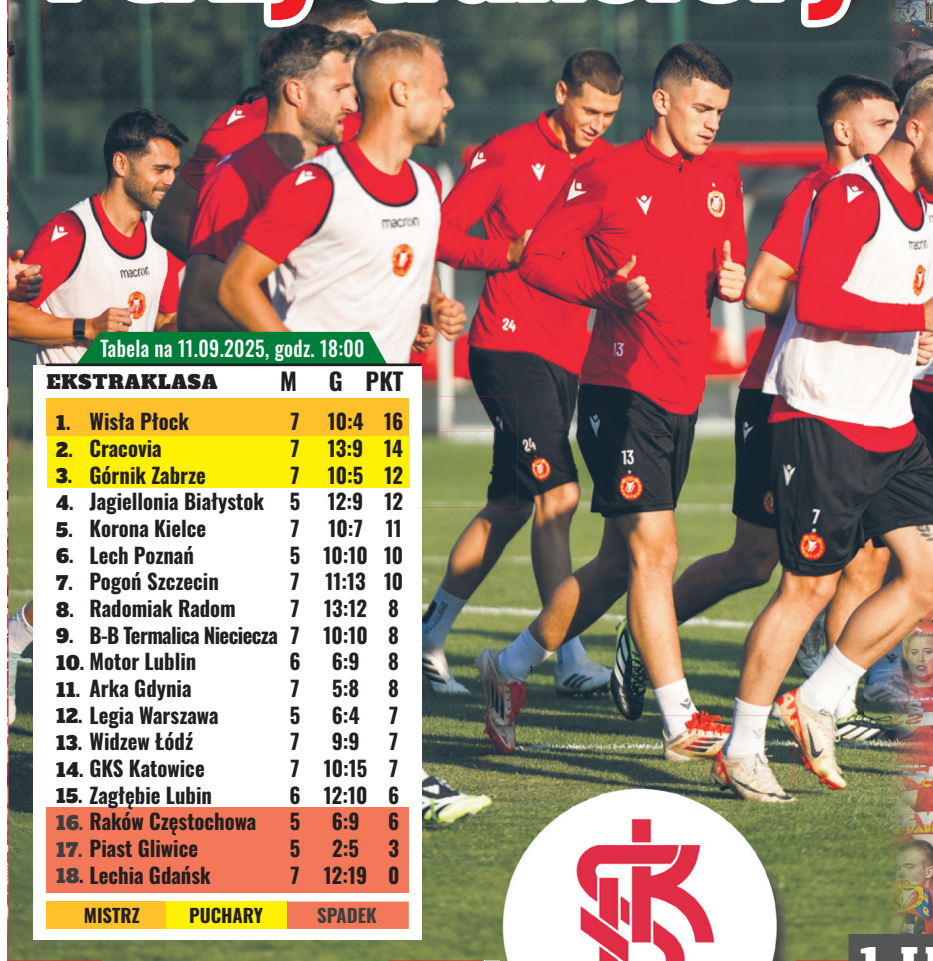 Tabela na 11.09.2025, godz. 18:00
EKSTRAKLASA M G PKT
1. Wisła Płock 7 10:4 16
2. Cracovia 7 13:9 14
3. Górnik Zabrze 7 10:5 12
4. Jagiellonia Białystok 5 12:9 12
5. Korona Kielce 7 10:7 11
6. Lech Poznań 5 10:10 10
7. Pogoń Szczecin 7 11:13 10
8. Radomiak Radom 7 13:12 8
9. B-B Termalica Nieciecza 7 10:10 8
10. Motor Lublin 6 6:9 8
11. Arka Gdynia 7 5:8 8
12. Legia Warszawa 5 6:4 7
13. Widzew Łódź 7 9:9 7
14. GKS Katowice 7 10:15 7
15. Zagłębie Lubin 6 12:10 6
16. Raków Częstochowa 5 6:9 6
17. Piast Gliwice 5 2:5 3
18. Lechia Gdańsk 7 12:19 0
MISTRZ PUCHARY SPADEK
macron
macron
macron
24
13
24
13
7